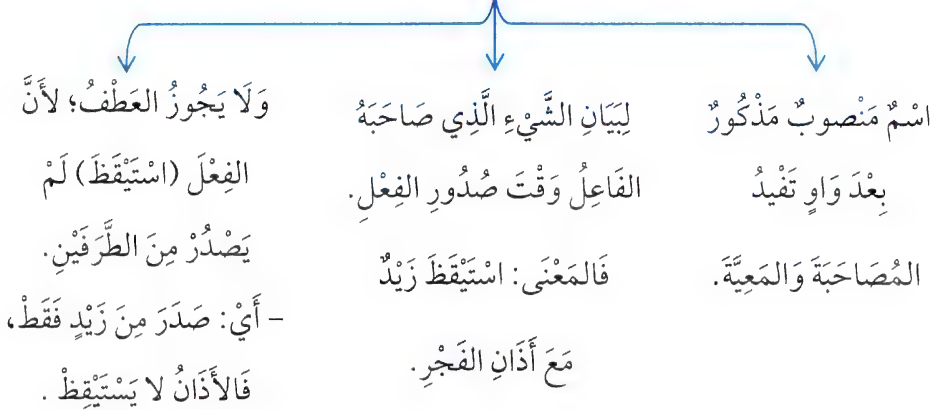 اسْمٌ مَنْصوبٌ مَذْكُورٌ
بِعْدَ وَاوٍ تَفْيدُ
المُصَاحَبَةَ وَالمَعِيَّةَ.
لِبَيَانِ الشَّيْءِ الَّذِي صَاحَبَهُ
الفَاعِلُ وَقْتَ صُدُورِ الفِعْلِ.
فَالمَعْنَى: اسْتَيْقَظَ زَيْدٌ
مَعَ أَذَانِ الفَجْرِ.
وَلَا يَجُوزُ العَطْفُ؛ لأَنَّ
الفِعْلَ (اسْتَيْقَظَ) لَمْ
يَصْدُرْ مِنَ الطَّرَفَيْنِ.
- أَيْ: صَدَرَ مِنَ زَيْدٍ فَقَطْ،
فَالأَذَانُ لا يَسْتَيْقِظْ.